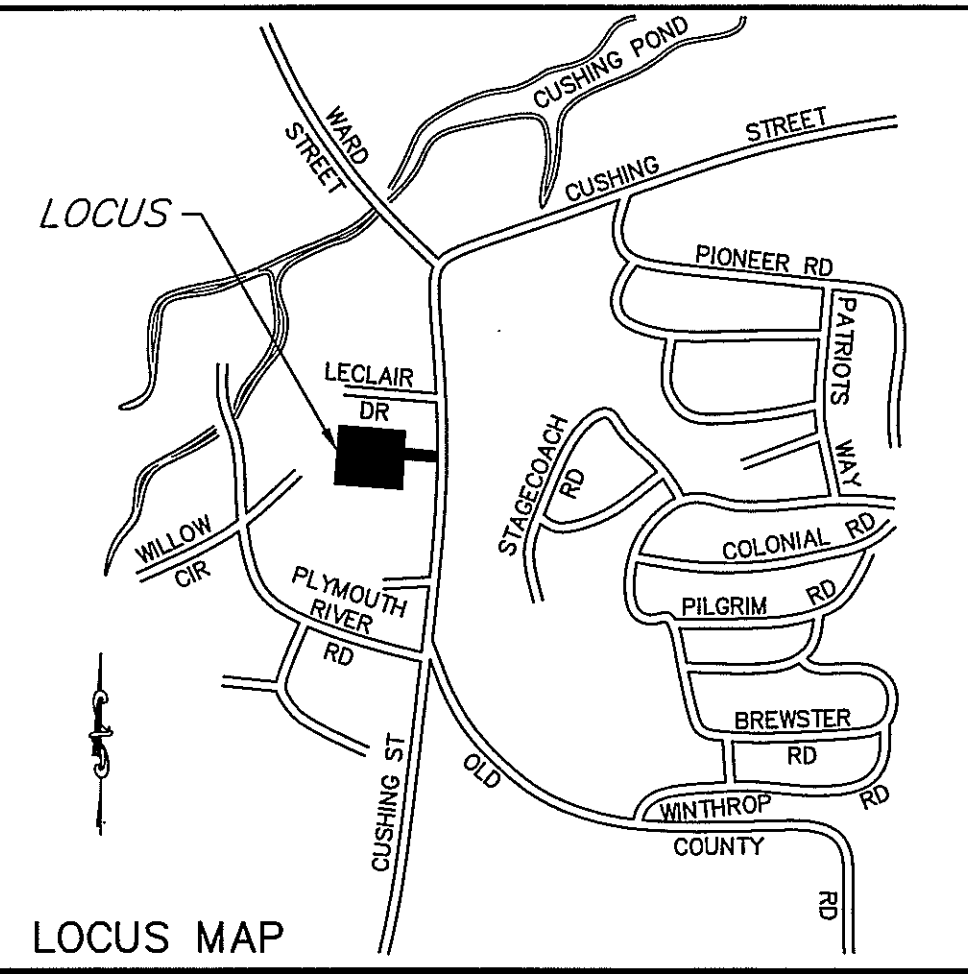 CUSHING POND
WARD
STREET
CUSHING STREET
LOCUS
PIONEER RD
PATRIOTS WAY
LECLAIR
DR
STAGECOACH
RD
WILLOW
CIR
COLONIAL RD
PLYMOUTH
RIVER
RD
PILGRIM RD
BREWSTER
RD
CUSHING ST
OLD
WINTHROP RD
COUNTY
RD
LOCUS MAP